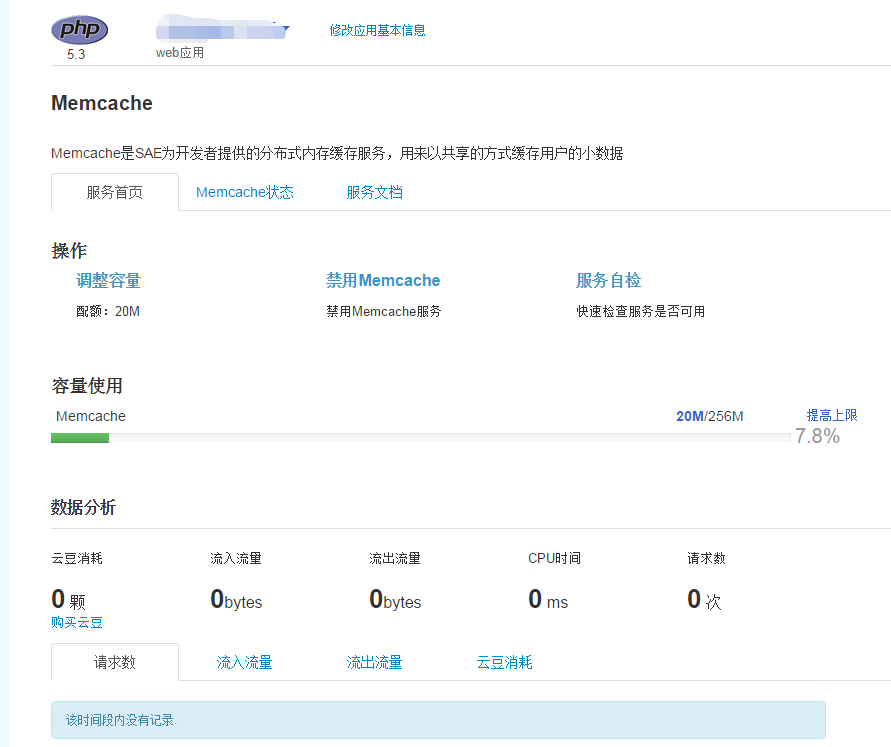 php
5.3
修改应用基本信息
web应用
Memcache
Memcache是SAE为开发者提供的分布式内存缓存服务，用来以共享的方式缓存用户的小数据
服务首页 Memcache状态 服务文档
操作
调整容量 禁用Memcache 服务自检
配额：20M 禁用Memcache服务 快速检查服务是否可用
容量使用
Memcache 20M/256M 提高上限
7.8%
数据分析
云豆消耗 流入流量 流出流量 CPU时间 请求数
0 颗 0bytes 0bytes 0 ms 0 次
购买云豆
请求数 流入流量 流出流量 云豆消耗
该时间段内没有记录.